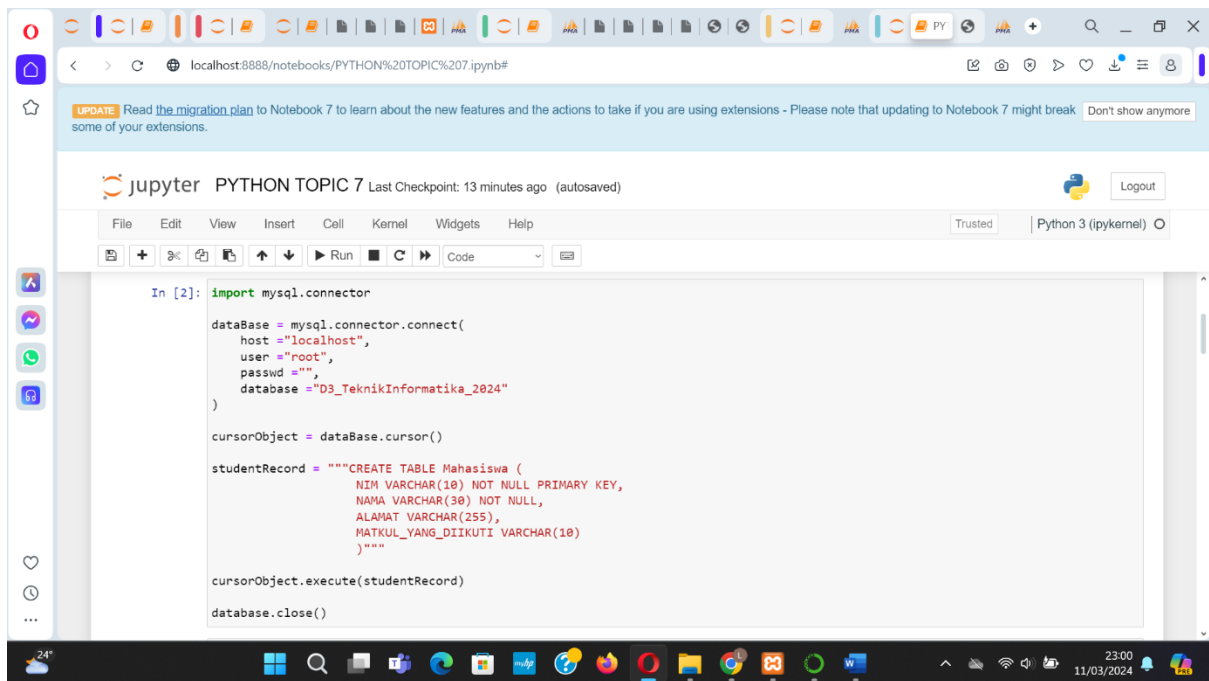 PY
localhost:8888/notebooks/PYTHON%20TOPIC%207.ipynb#
UPDATE Read the migration plan to Notebook 7 to learn about the new features and the actions to take if you are using extensions - Please note that updating to Notebook 7 might break
some of your extensions.
Don't show anymore
jupyter PYTHON TOPIC 7 Last Checkpoint: 13 minutes ago (autosaved)
Logout
File Edit View Insert Cell Kernel Widgets Help
Trusted
Python 3 (ipykernel)
Run
Code
In [2]: import mysql.connector
dataBase = mysql.connector.connect(
host ="localhost",
user ="root",
passwd ="",
database ="D3_TeknikInformatika_2024"
)
cursorObject = dataBase.cursor()
studentRecord = """CREATE TABLE Mahasiswa (
NIM VARCHAR(10) NOT NULL PRIMARY KEY,
NAMA VARCHAR(30) NOT NULL,
ALAMAT VARCHAR(255),
MATKUL_YANG_DIIKUTI VARCHAR(10)
)"""
cursorObject.execute(studentRecord)
database.close()
24°
23:00
11/03/2024